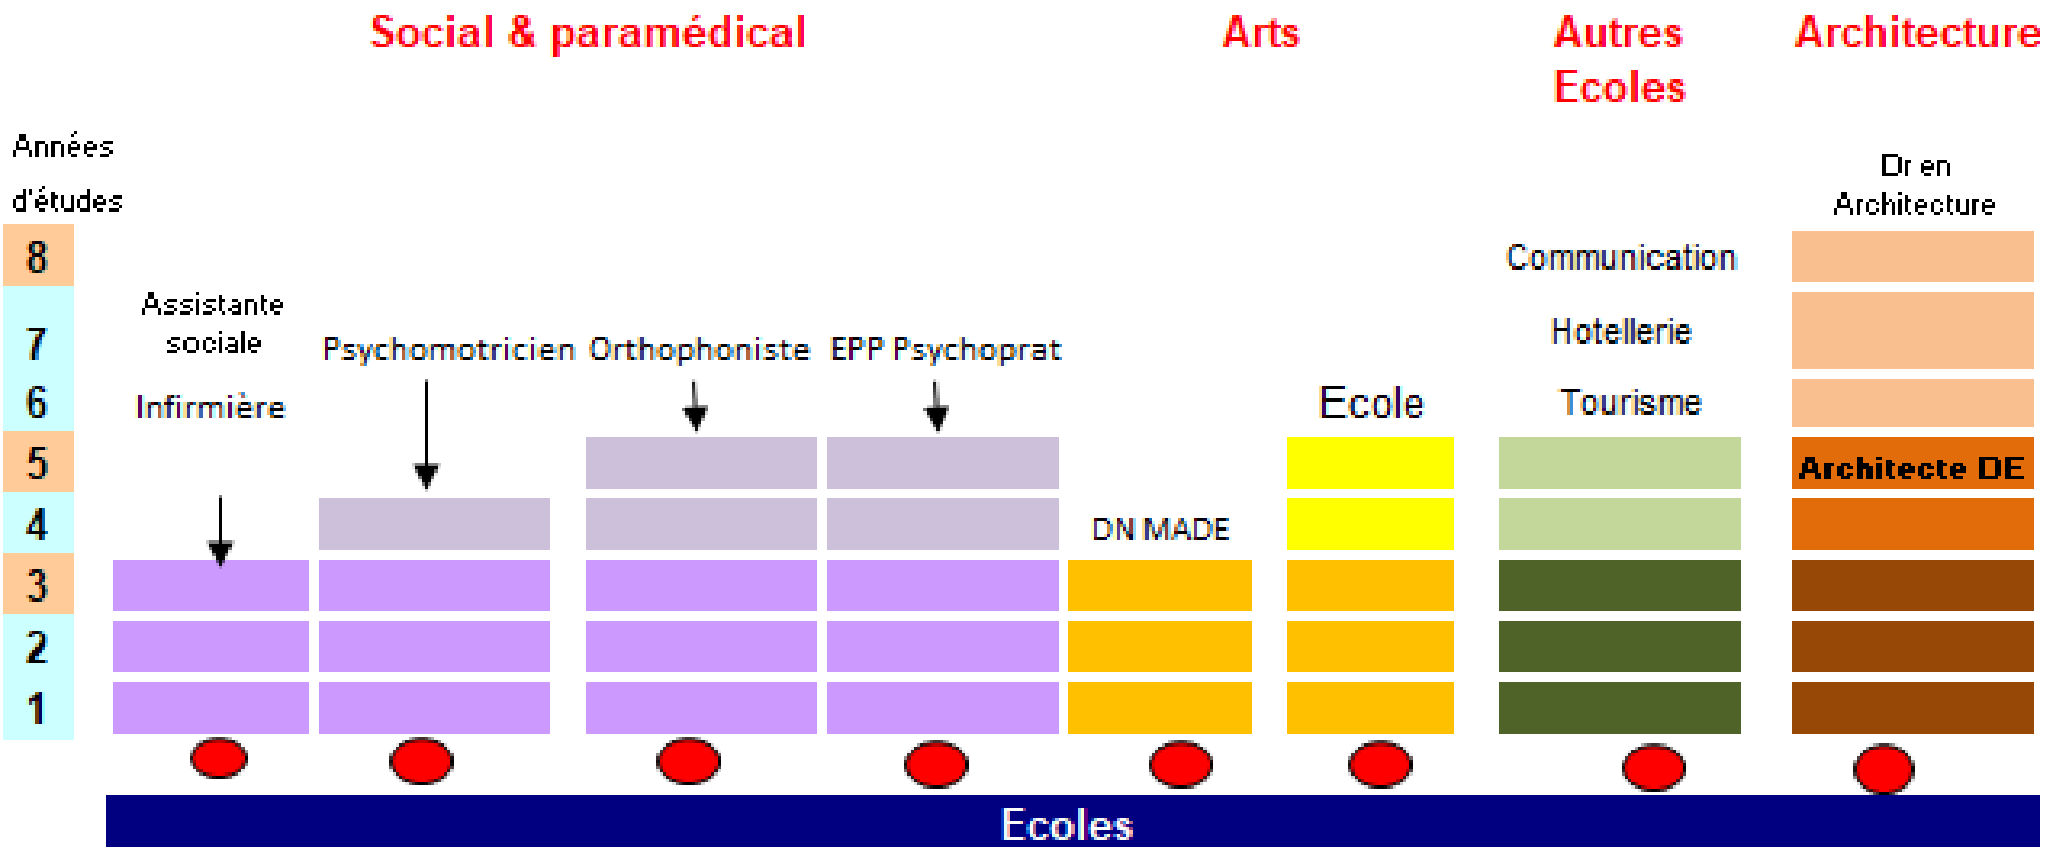 Social & paramédical
Arts
Autres
Ecoles
Architecture
Années
d'études
Dr en
Architecture
8
Communication
Assistante
sociale
7
Psychomotricien
Orthophoniste
EPP Psychoprat
Hotellerie
Infirmière
6
Ecole
Tourisme
5
Architecte DE
4
DN MADE
3
2
1
Ecoles